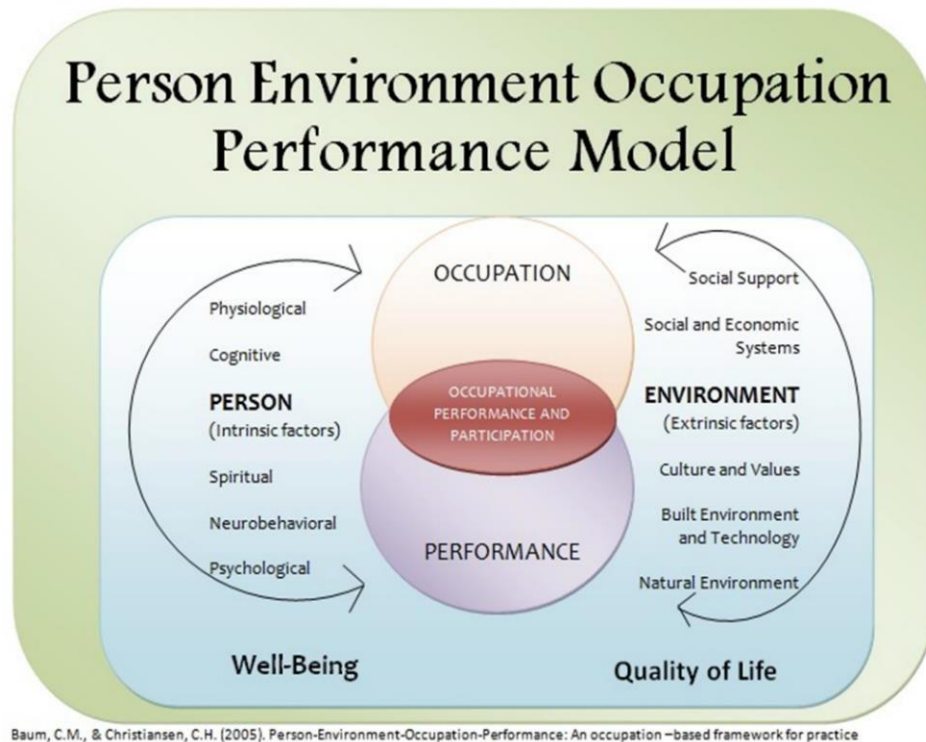 Person Environment Occupation
Performance Model
OCCUPATION
Physiological
Cognitive
PERSON
(Intrinsic factors)
Spiritual
Neurobehavioral
Psychological
OCCUPATIONAL
PERFORMANCE AND
PARTICIPATION
PERFORMANCE
Social Support
Social and Economic
Systems
ENVIRONMENT
(Extrinsic factors)
Culture and Values
Built Environment
and Technology
Natural Environment
Well-Being
Quality of Life
Baum, C.M., & Christiansen, C.H. (2005). Person-Environment-Occupation-Performance: An occupation –based framework for practice